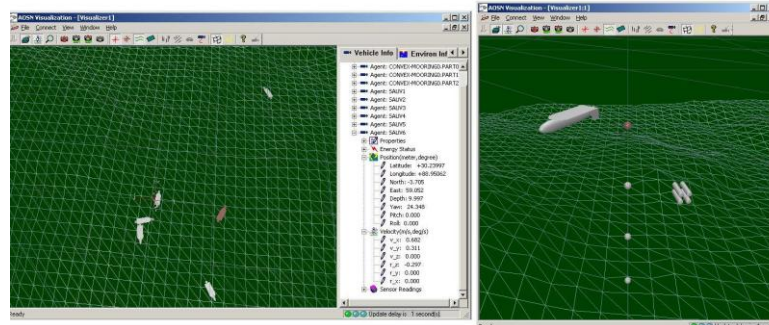 AOSN Visualization - [Visualizer1]
File Connect View Window Help
Vehicle Info Environs Inf
Agent: CONVEX-MOORING0.PART0
Agent: CONVEX-MOORING0.PART1
Agent: CONVEX-MOORING0.PART2
Agent: SAUV1
Agent: SAUV2
Agent: SAUV3
Agent: SAUV4
Agent: SAUV5
Agent: SAUV6
Properties
Energy Status
Position(meter,degree)
Latitude: +30.23997
Longitude: +88.95062
North: -3.705
East: 59.052
Depth: 9.997
Yaw: 24.348
Pitch: 0.000
Roll: 0.000
Velocity(m/s,deg/s)
v_x: 0.682
v_y: 0.311
v_z: 0.000
r_z: -0.297
r_y: 0.000
r_x: 0.000
Sensor Readings
Ready
Update delay is 1 second(s)
AOSN Visualization - [Visualizer1:1]
File Connect View Window Help